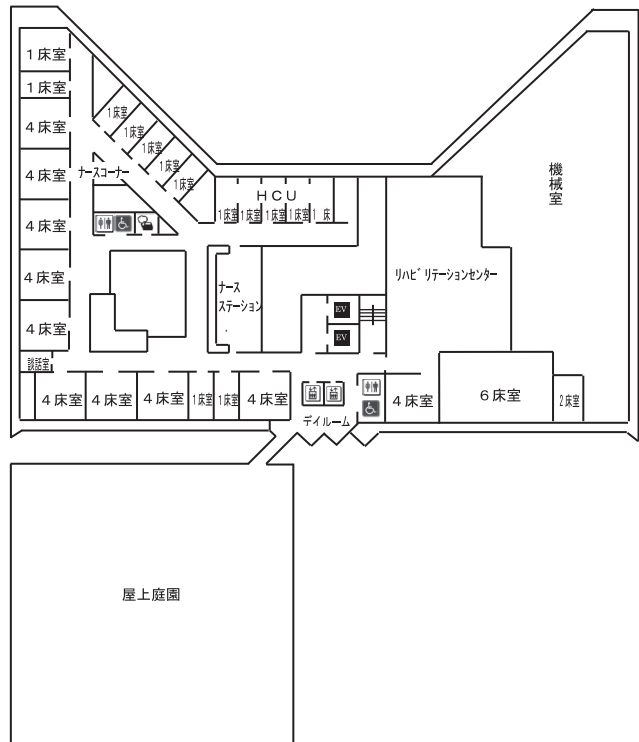 1床室
1床室
4床室
4床室
4床室
4床室
4床室
談話室
1床室
1床室
1床室
1床室
1床室
ナースコーナー
HCU
1床室
1床室
1床室
1床室
1 床
ナース
ステーション
EV
EV
機械室
リハビリテーションセンター
4床室
4床室
4床室
1床室
1床室
4床室
デイルーム
4床室
6床室
2床室
屋上庭園